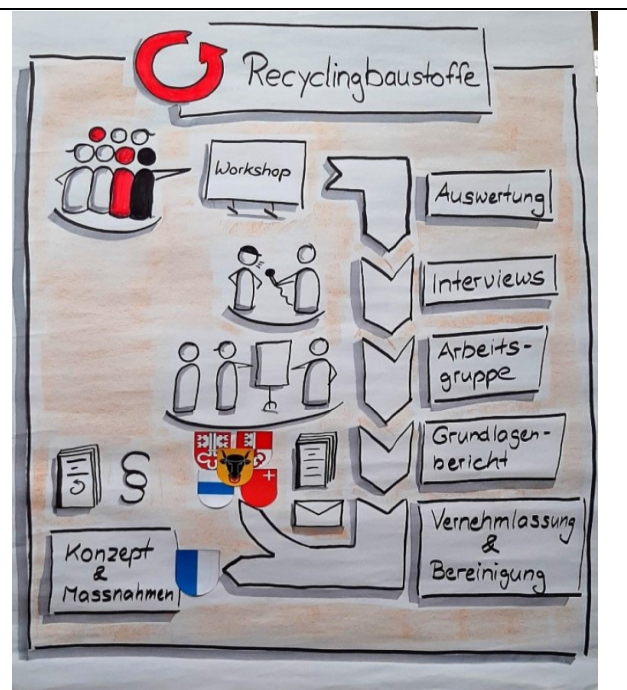 Recyclingbaustoffe
Workshop
Auswertung
Interviews
Arbeits-
gruppe
Grundlagen-
bericht
§
Vernehmlassung
&
Bereinigung
Konzept
&
Massnahmen